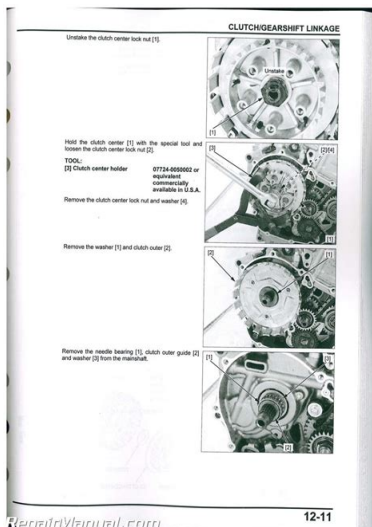 CLUTCH/GEARSHIFT LINKAGE
Unstake the clutch center lock nut [1].
Unstake
[1]
Hold the clutch center [1] with the special tool and
loosen the clutch center lock nut [2].
TOOL:
[3] Clutch center holder 07724-0050002 or
equivalent
commercially
available in U.S.A.
Remove the clutch center lock nut and washer [4].
[3]
[2]/[4]
[1]
Remove the washer [1] and clutch outer [2].
[2]
[1]
Remove the needle bearing [1], clutch outer guide [2]
and washer [3] from the mainshaft.
[1]
[3]
[2]
12-11
RepairManual.com